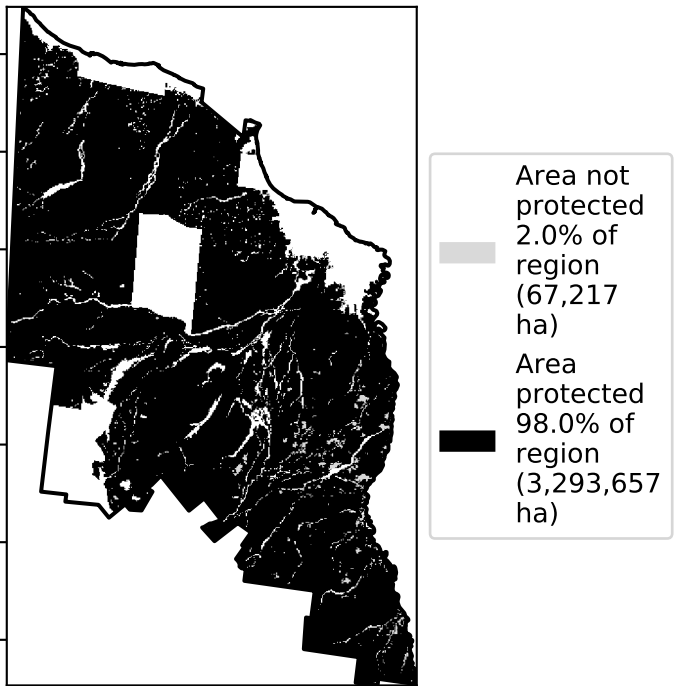 Area not
protected
2.0% of
region
(67,217
ha)
Area
protected
98.0% of
region
(3,293,657
ha)